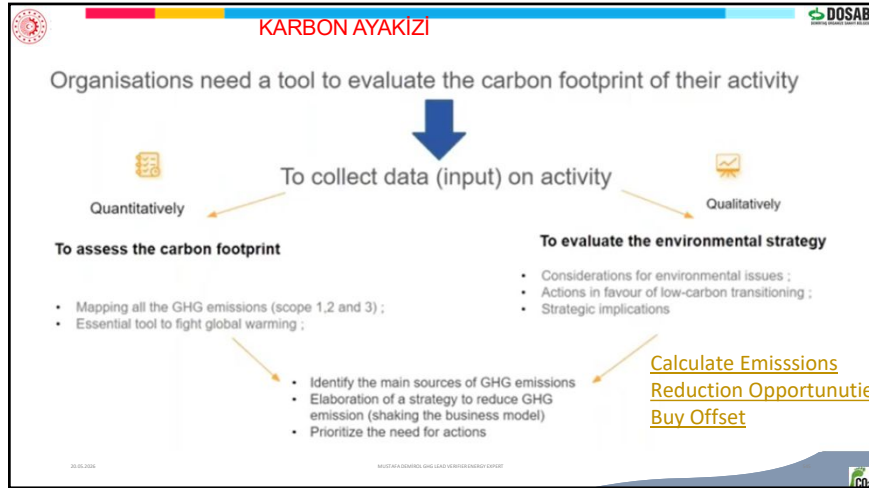 KARBON AYAKİZİ
DOSAB
Organisations need a tool to evaluate the carbon footprint of their activity
To collect data (input) on activity
Quantitatively
Qualitatively
To assess the carbon footprint
To evaluate the environmental strategy
• Mapping all the GHG emissions (scope 1,2 and 3) ;
• Essential tool to fight global warming ;
• Considerations for environmental issues ;
• Actions in favour of low-carbon transitioning ;
• Strategic implications
• Identify the main sources of GHG emissions
• Elaboration of a strategy to reduce GHG
emission (shaking the business model)
• Prioritize the need for actions
Calculate Emisssions
Reduction Opportunutie
Buy Offset
20.05.2026
MUSTAFA DEMİRDİ, GHG LEAD VERIFIER ENERGY EXPERT